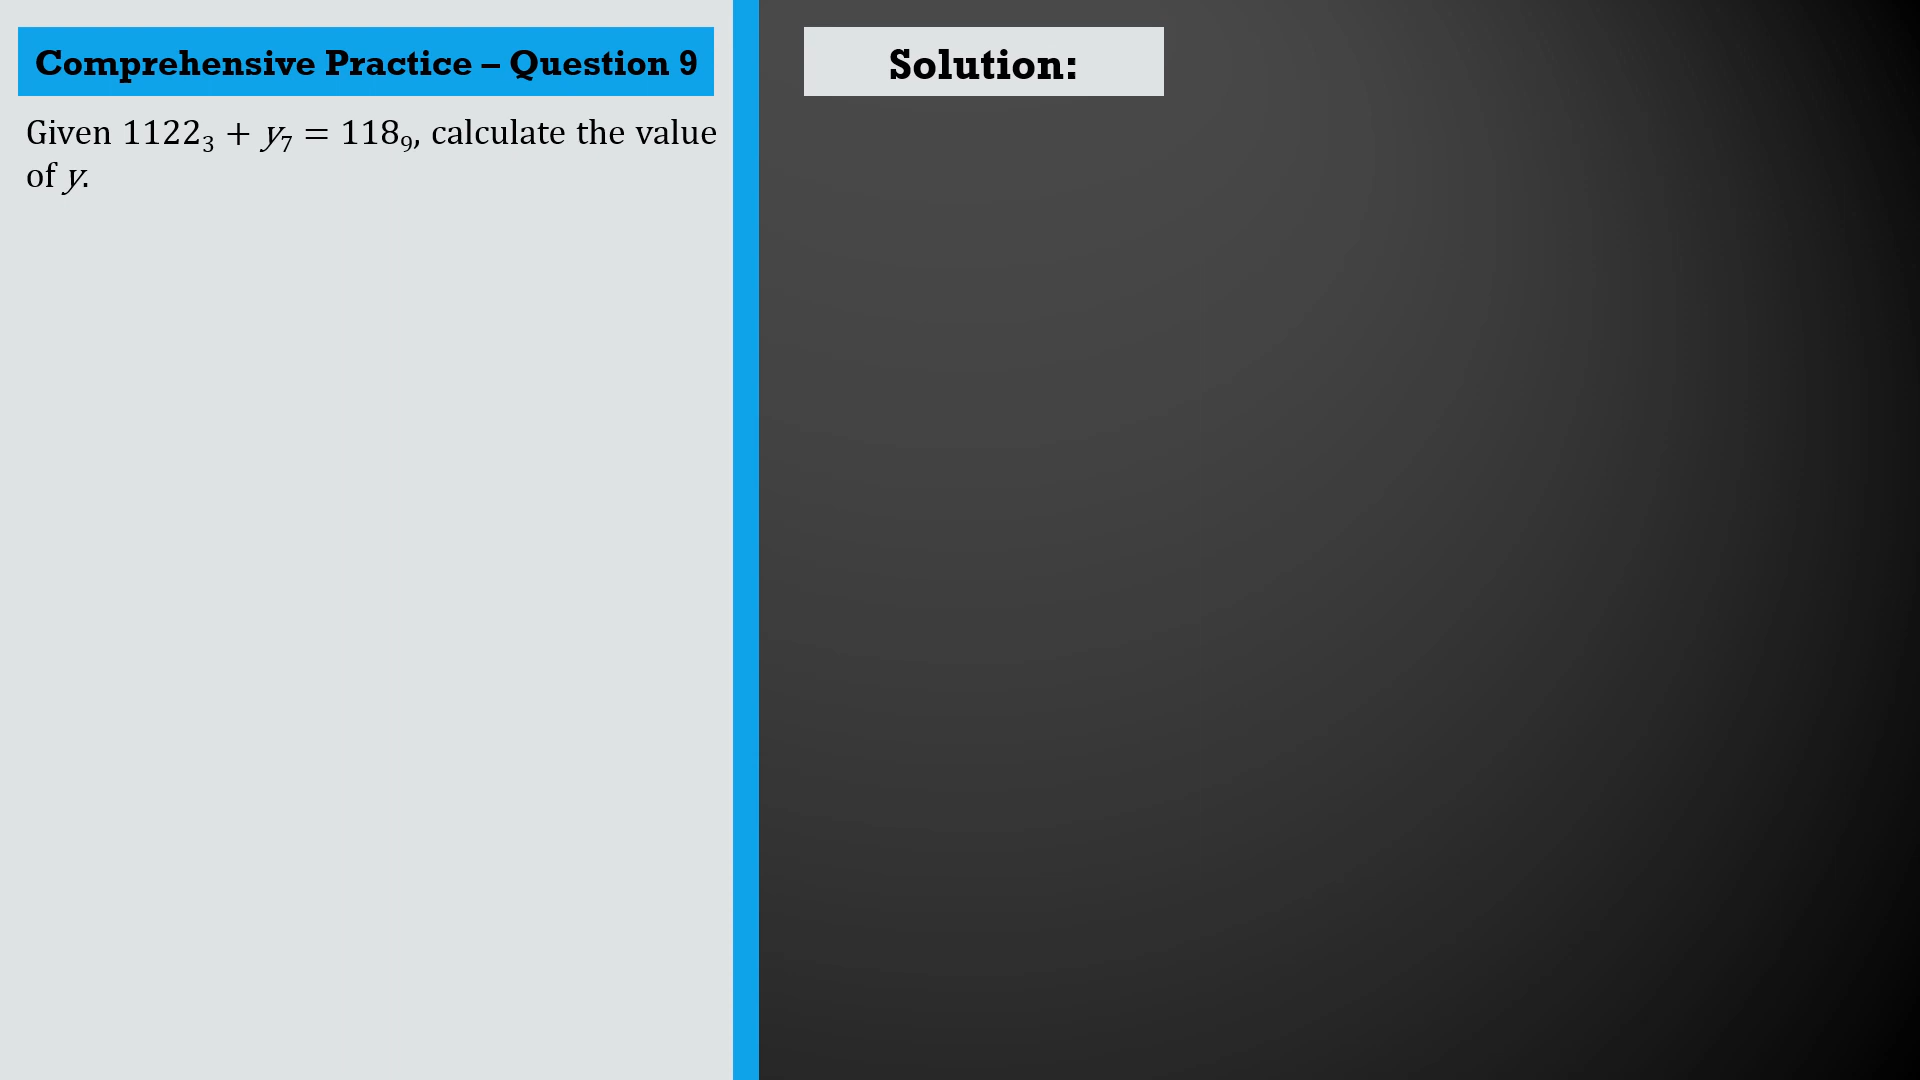 Comprehensive Practice – Question 9
Given 1122₃ + y₇ = 118₉, calculate the value
of y.
Solution: